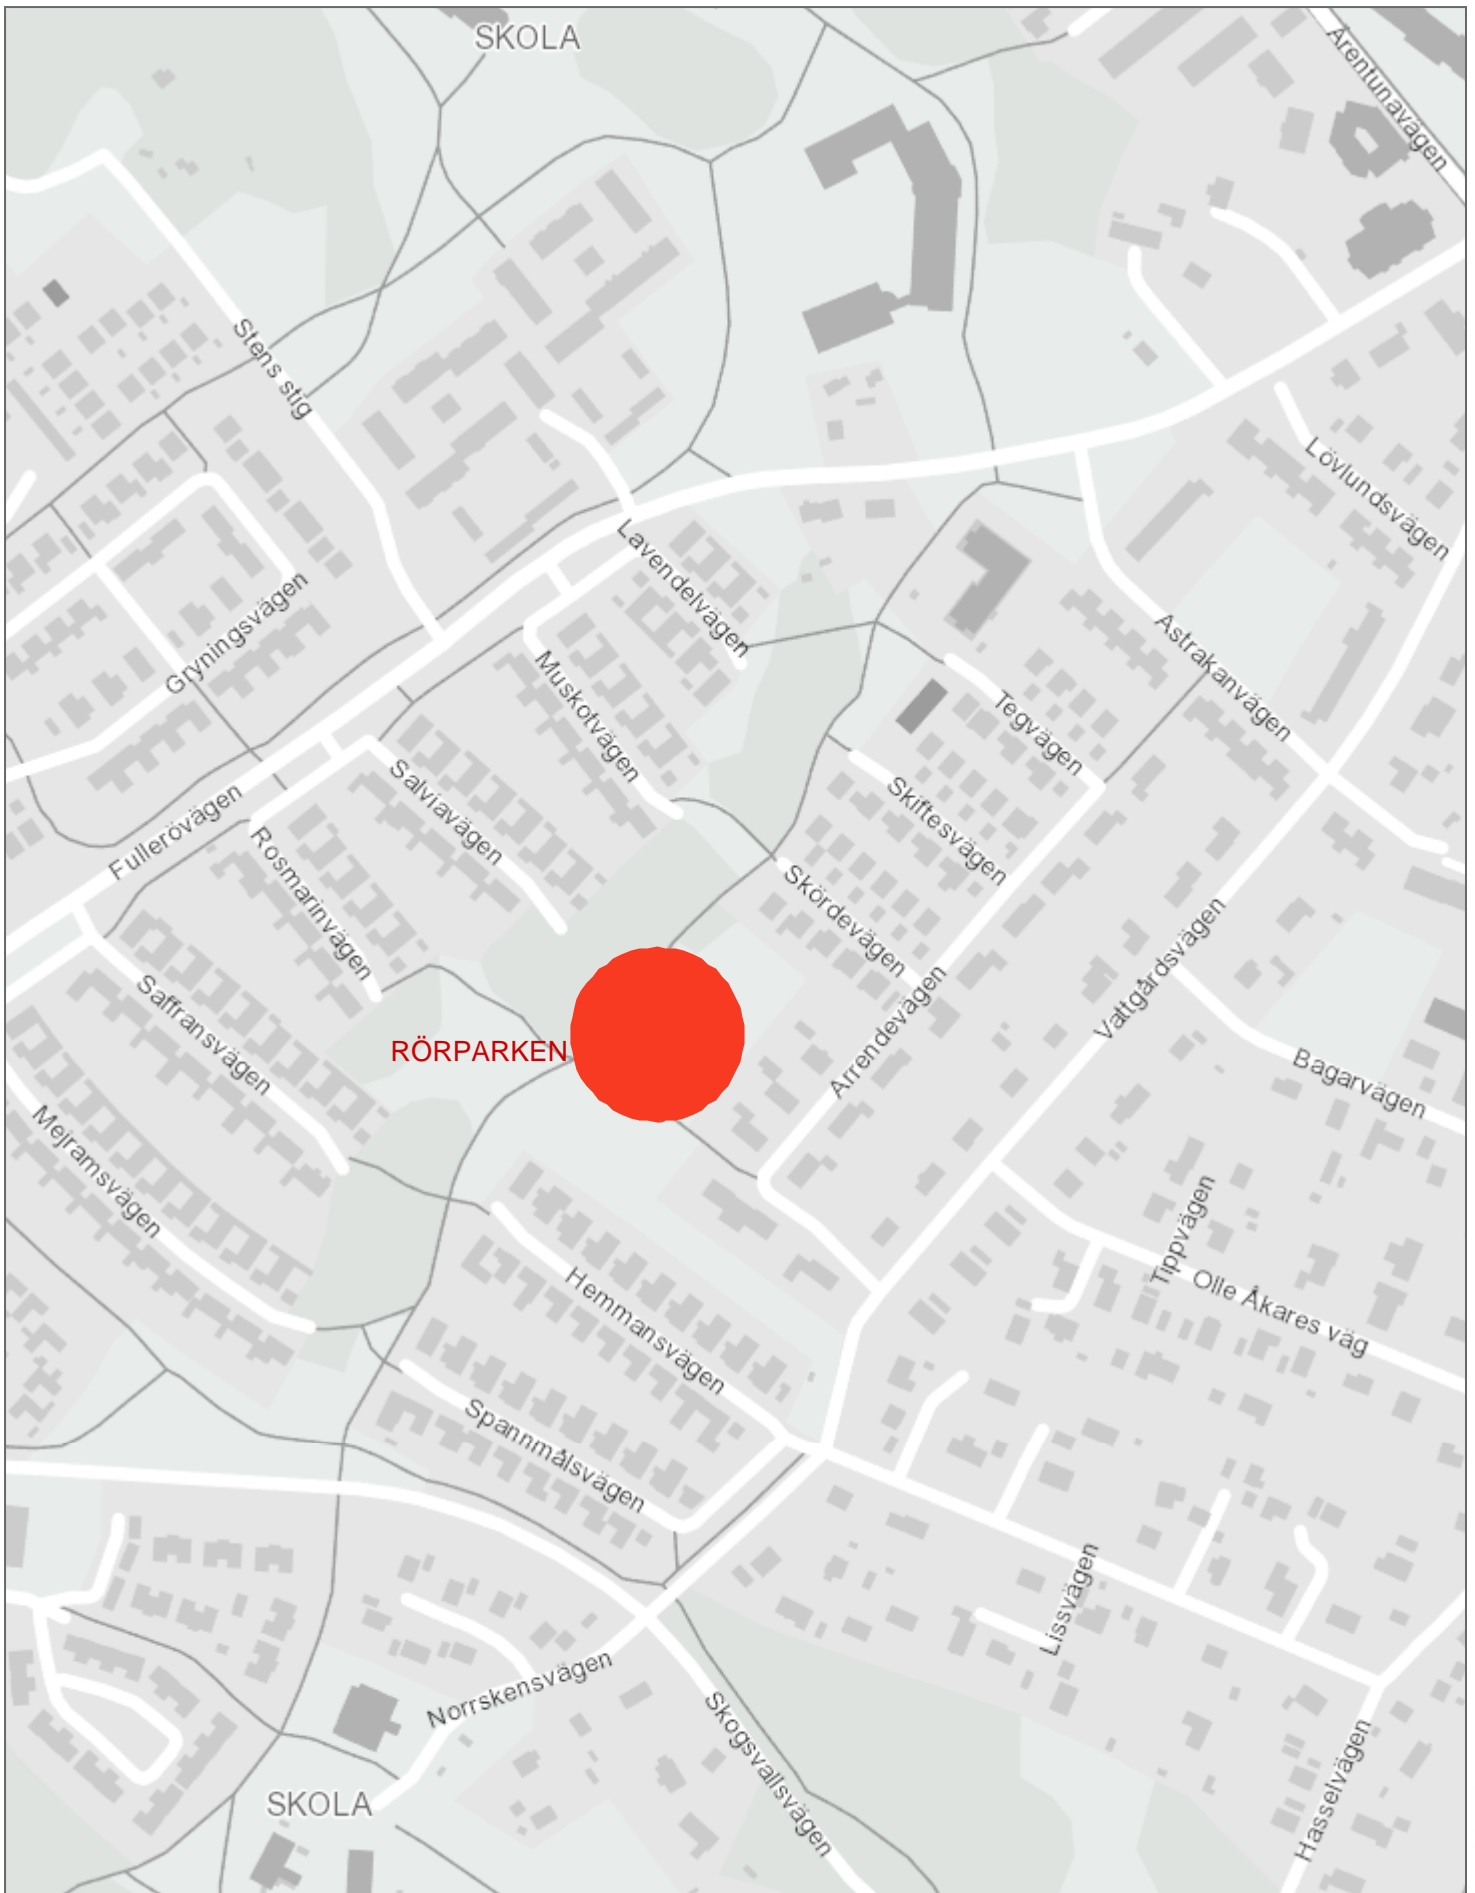 SKOLA
Ärentunavägen
Stens stig
Lövlundsvägen
Lavendelvägen
Gryningsvägen
Astrakanvägen
Muskotvägen
Tegvägen
Salviavägen
Skiftesvägen
Fullerövägen
Rosmarinvägen
Skördevägen
Vattgårdsvägen
Saffransvägen
Arrendevägen
RÖRPARKEN
Bagarvägen
Mejramsvägen
Tippvägen
Olle Åkares väg
Hemmansvägen
Spannmålsvägen
Lissvägen
Norrskensvägen
Skogsvallsvägen
Hasselvägen
SKOLA